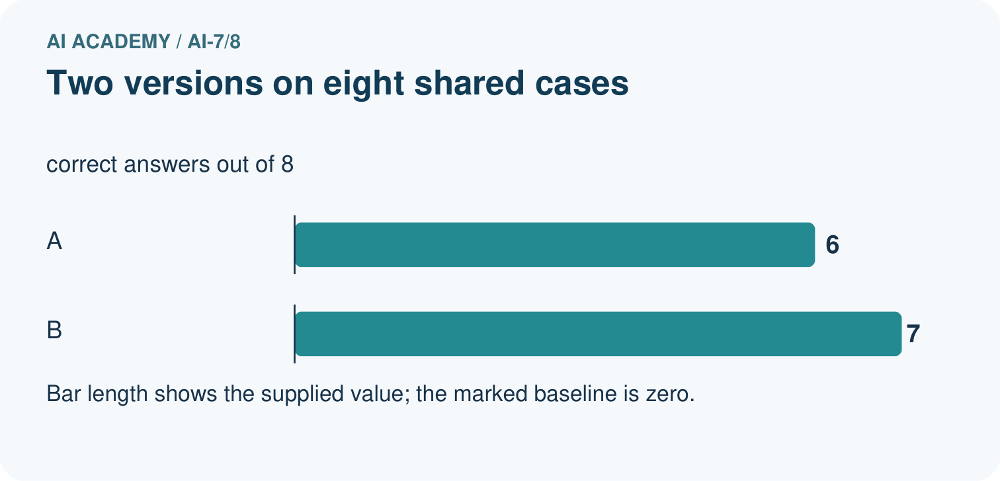 AI ACADEMY / AI-7/8
Two versions on eight shared cases
correct answers out of 8
A
6
B
7
Bar length shows the supplied value; the marked baseline is zero.